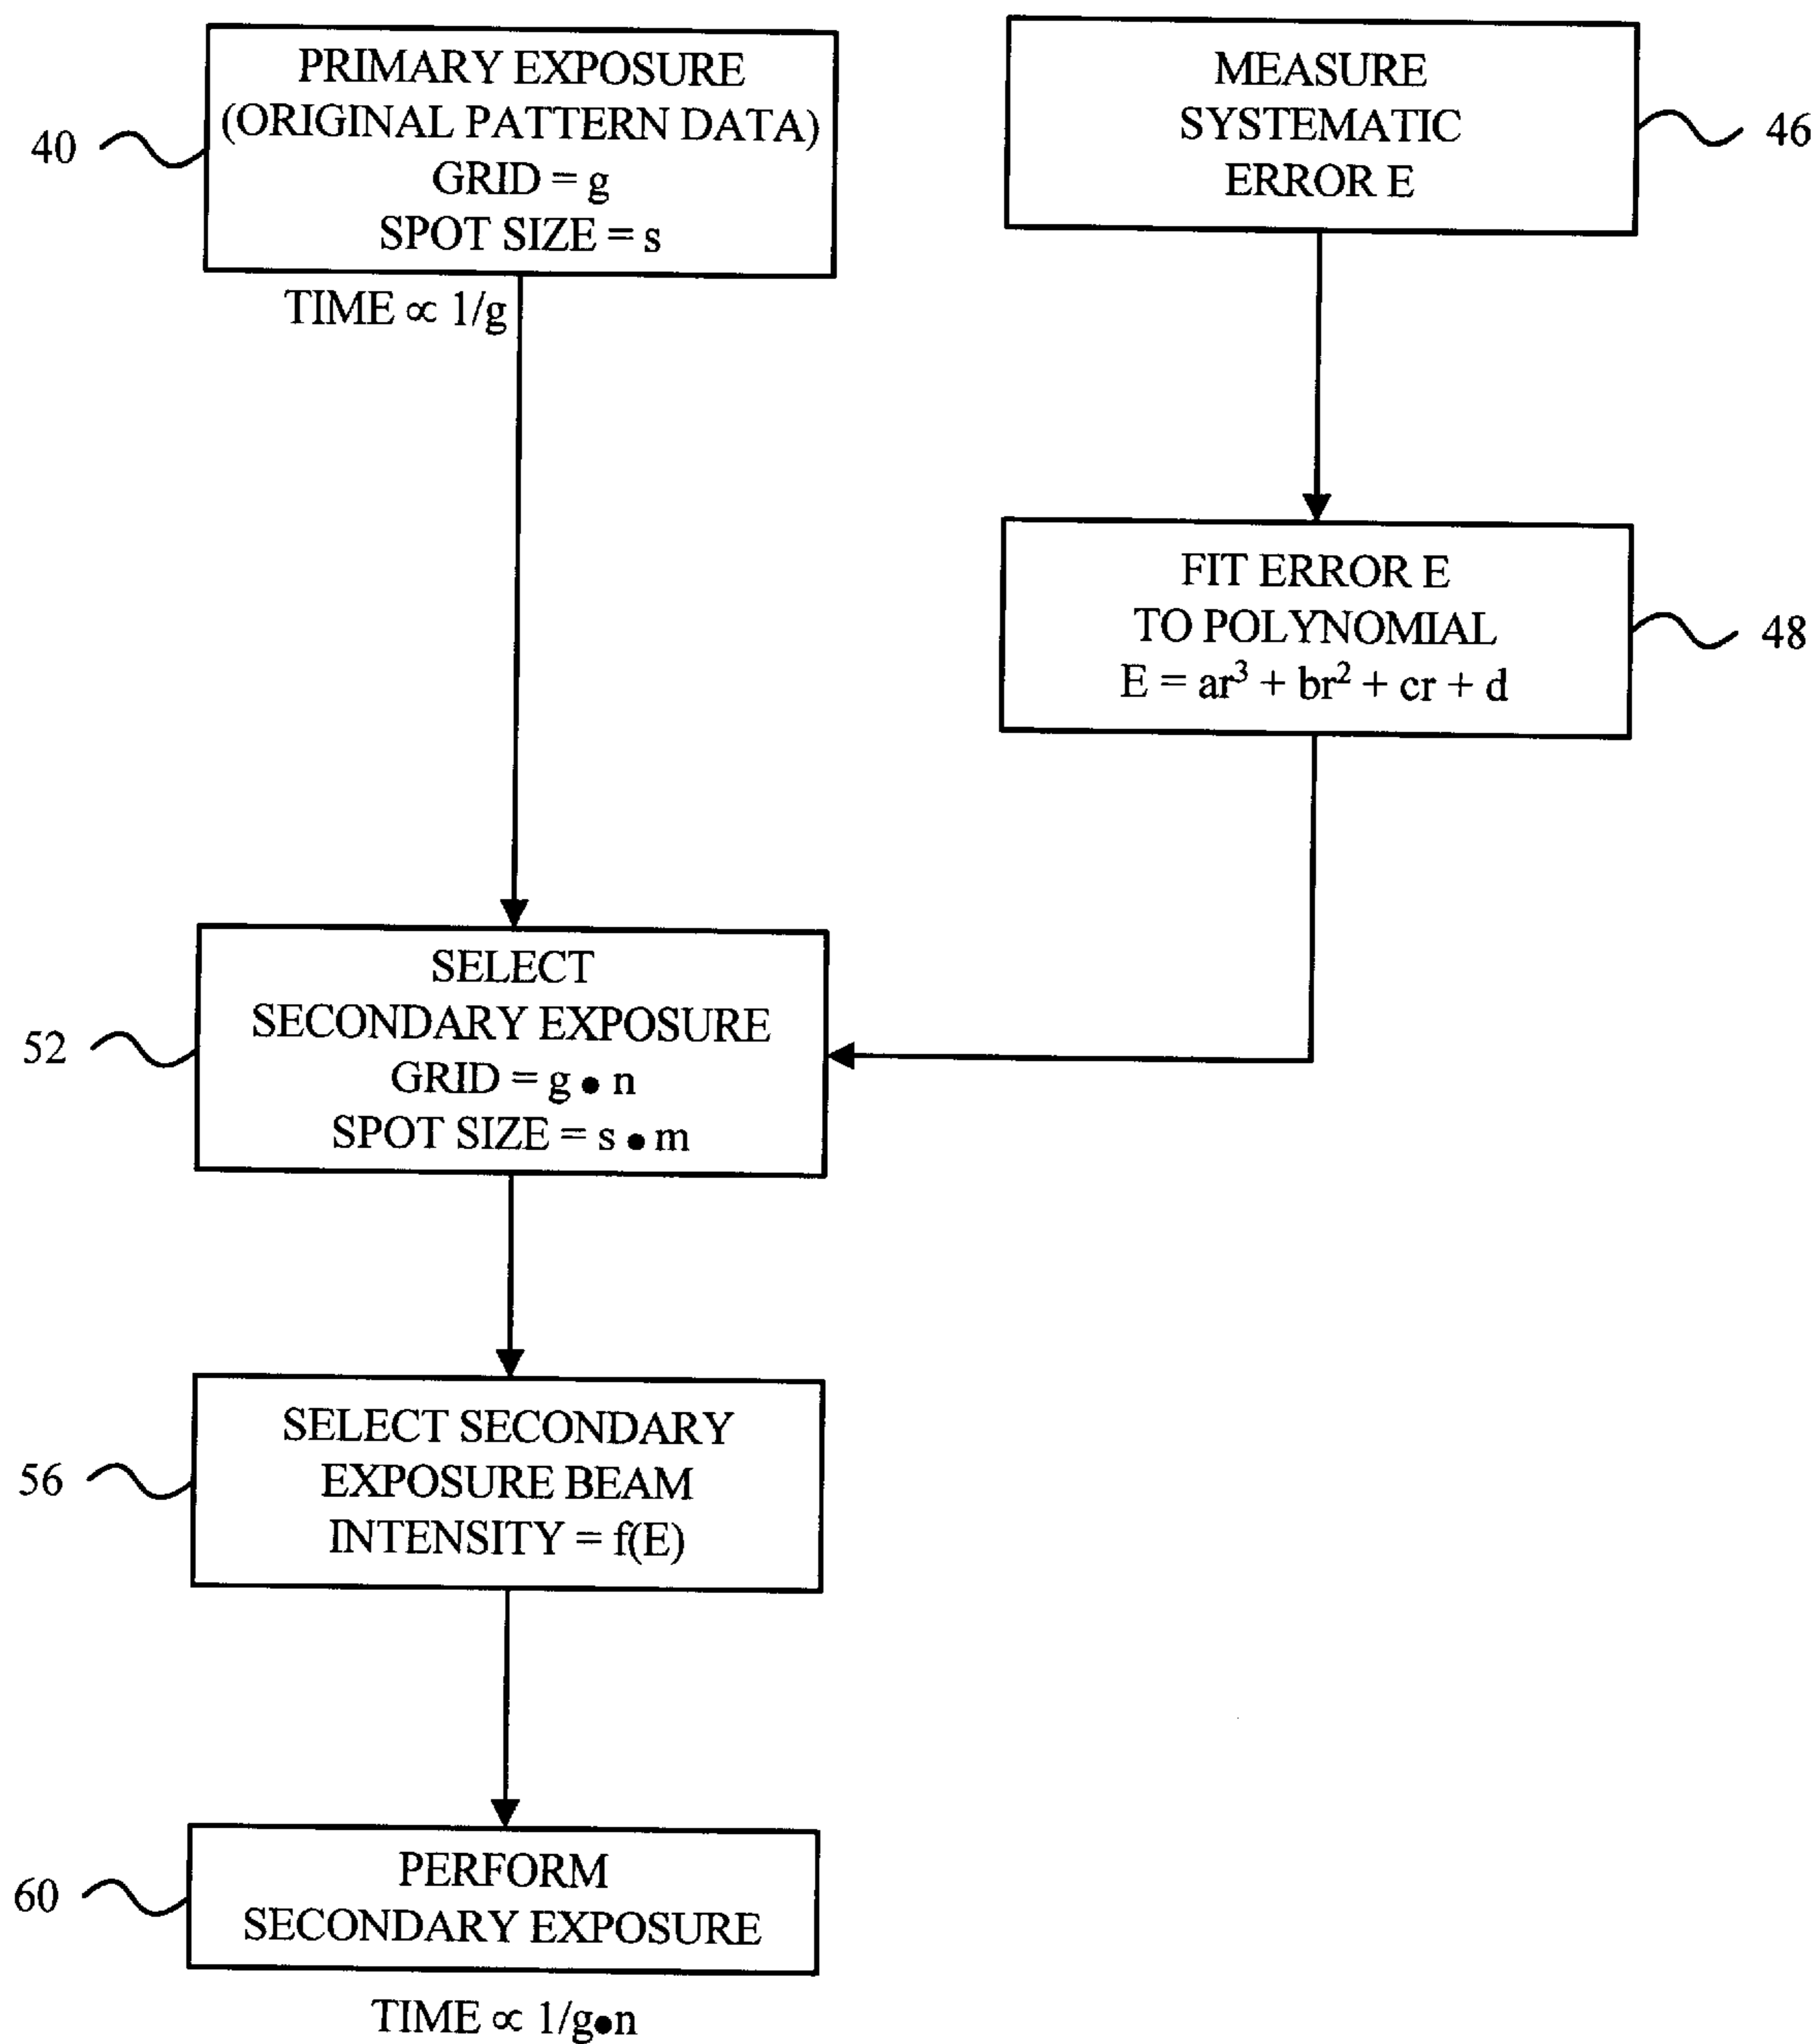 PRIMARY EXPOSURE
(ORIGINAL PATTERN DATA)
GRID = g
SPOT SIZE = s
40
TIME ∝ 1/g
MEASURE
SYSTEMATIC
ERROR E
46
FIT ERROR E
TO POLYNOMIAL
E = ar³ + br² + cr + d
48
SELECT
SECONDARY EXPOSURE
GRID = g • n
SPOT SIZE = s • m
52
SELECT SECONDARY
EXPOSURE BEAM
INTENSITY = f(E)
56
PERFORM
SECONDARY EXPOSURE
60
TIME ∝ 1/g•n